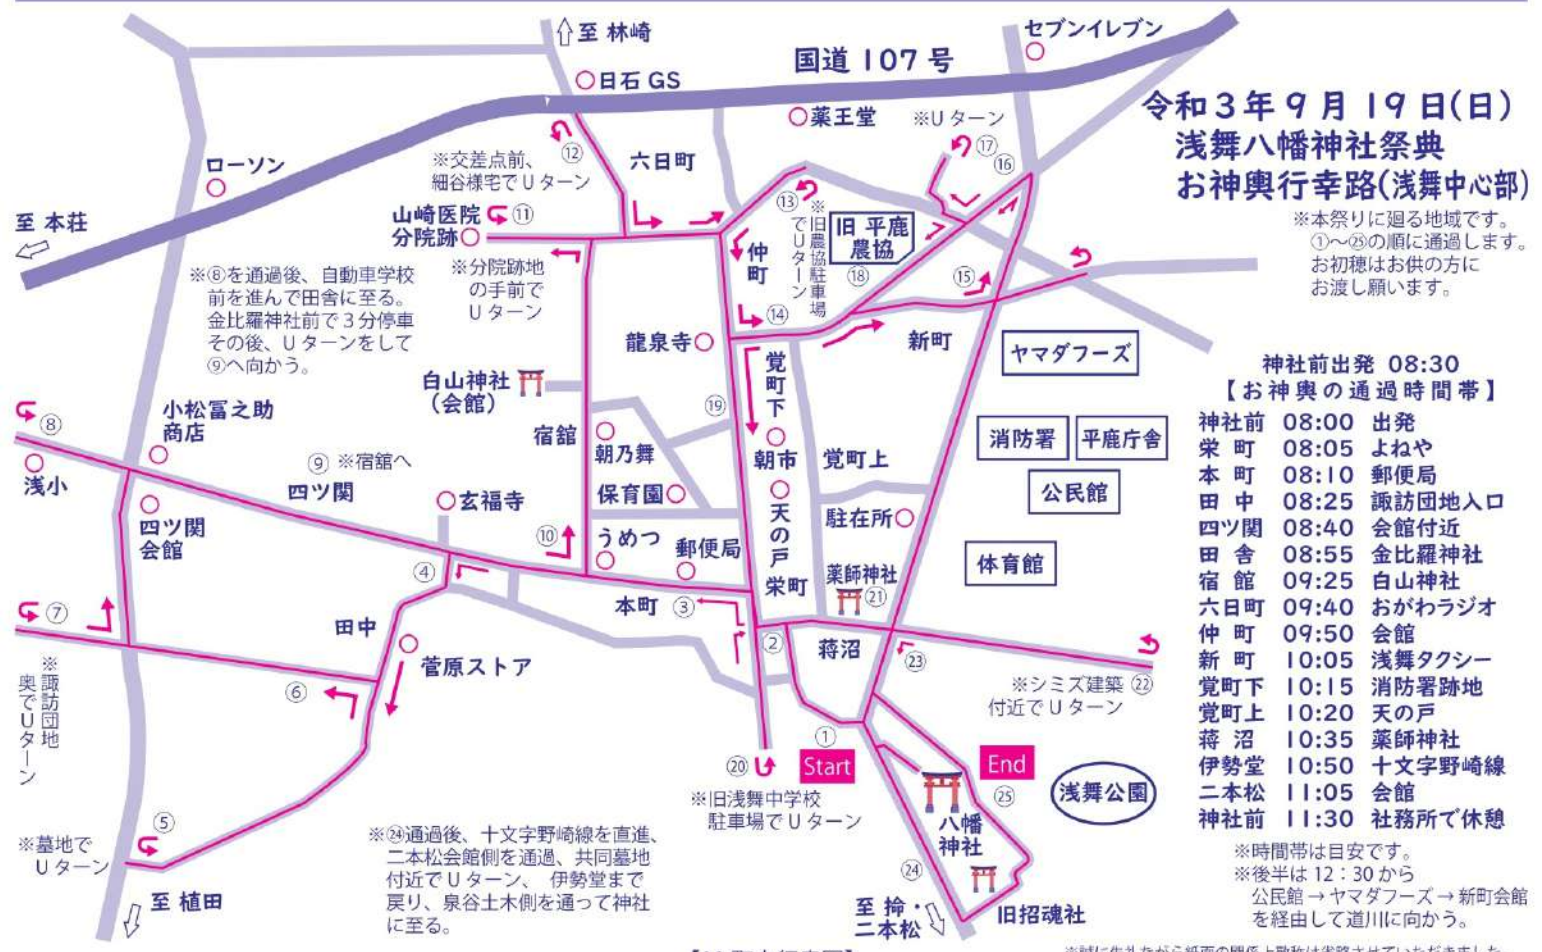 至 林崎
セブンイレブン
国道 107 号
日石 GS
薬王堂
※Uターン
令和3年9月19日(日)
浅舞八幡神社祭典
お神輿行幸路(浅舞中心部)
※本祭りに廻る地域です。
①~㉕の順に通過します。
お初穂はお供の方に
お渡し願います。
⑰
⑯
⑫
六日町
※交差点前、
細谷様宅でUターン
ローソン
至 本荘
山崎医院
分院跡
⑪
⑬
※旧農協駐車場
でUターン
旧 平鹿
農協
⑱
仲町
※分院跡地
の手前で
Uターン
※⑧を通過後、自動車学校
前を進んで田舎に至る。
金比羅神社前で3分停車
その後、Uターンをして
⑨へ向かう。
⑮
⑭
新町
龍泉寺
覚町下
ヤマダフーズ
白山神社
(会館)
⑲
⑧
小松冨之助
商店
宿館
朝乃舞
朝市
覚町上
消防署
平鹿庁舎
公民館
浅小
⑨ ※宿舘へ
四ツ関
玄福寺
保育園
天の戸
駐在所
四ツ関
会館
⑩
うめつ
郵便局
体育館
④
栄町
薬師神社
㉑
⑦
本町
③
田中
②
蒋沼
㉓
菅原ストア
⑥
※シミズ建築 ㉒
付近でUターン
※諏訪団地
奥でUターン
①
Start
End
⑳
㉕
浅舞公園
※旧浅舞中学校
駐車場でUターン
八幡
神社
⑤
※墓地で
Uターン
※㉔通過後、十文字野崎線を直進、
二本松会館側を通過、共同墓地
付近でUターン、 伊勢堂まで
戻り、泉谷土木側を通って神社
に至る。
㉔
至 植田
至 掵・
二本松
旧招魂社
神社前出発 08:30
【お神輿の通過時間帯】
神社前 08:00 出発
栄 町 08:05 よねや
本 町 08:10 郵便局
田 中 08:25 諏訪団地入口
四ツ関 08:40 会館付近
田 舎 08:55 金比羅神社
宿 館 09:25 白山神社
六日町 09:40 おがわラジオ
仲 町 09:50 会館
新 町 10:05 浅舞タクシー
覚町下 10:15 消防署跡地
覚町上 10:20 天の戸
蒋 沼 10:35 薬師神社
伊勢堂 10:50 十文字野崎線
二本松 11:05 会館
神社前 11:30 社務所で休憩
※時間帯は目安です。
※後半は12:30から
公民館→ヤマダフーズ→新町会館
を経由して道川に向かう。